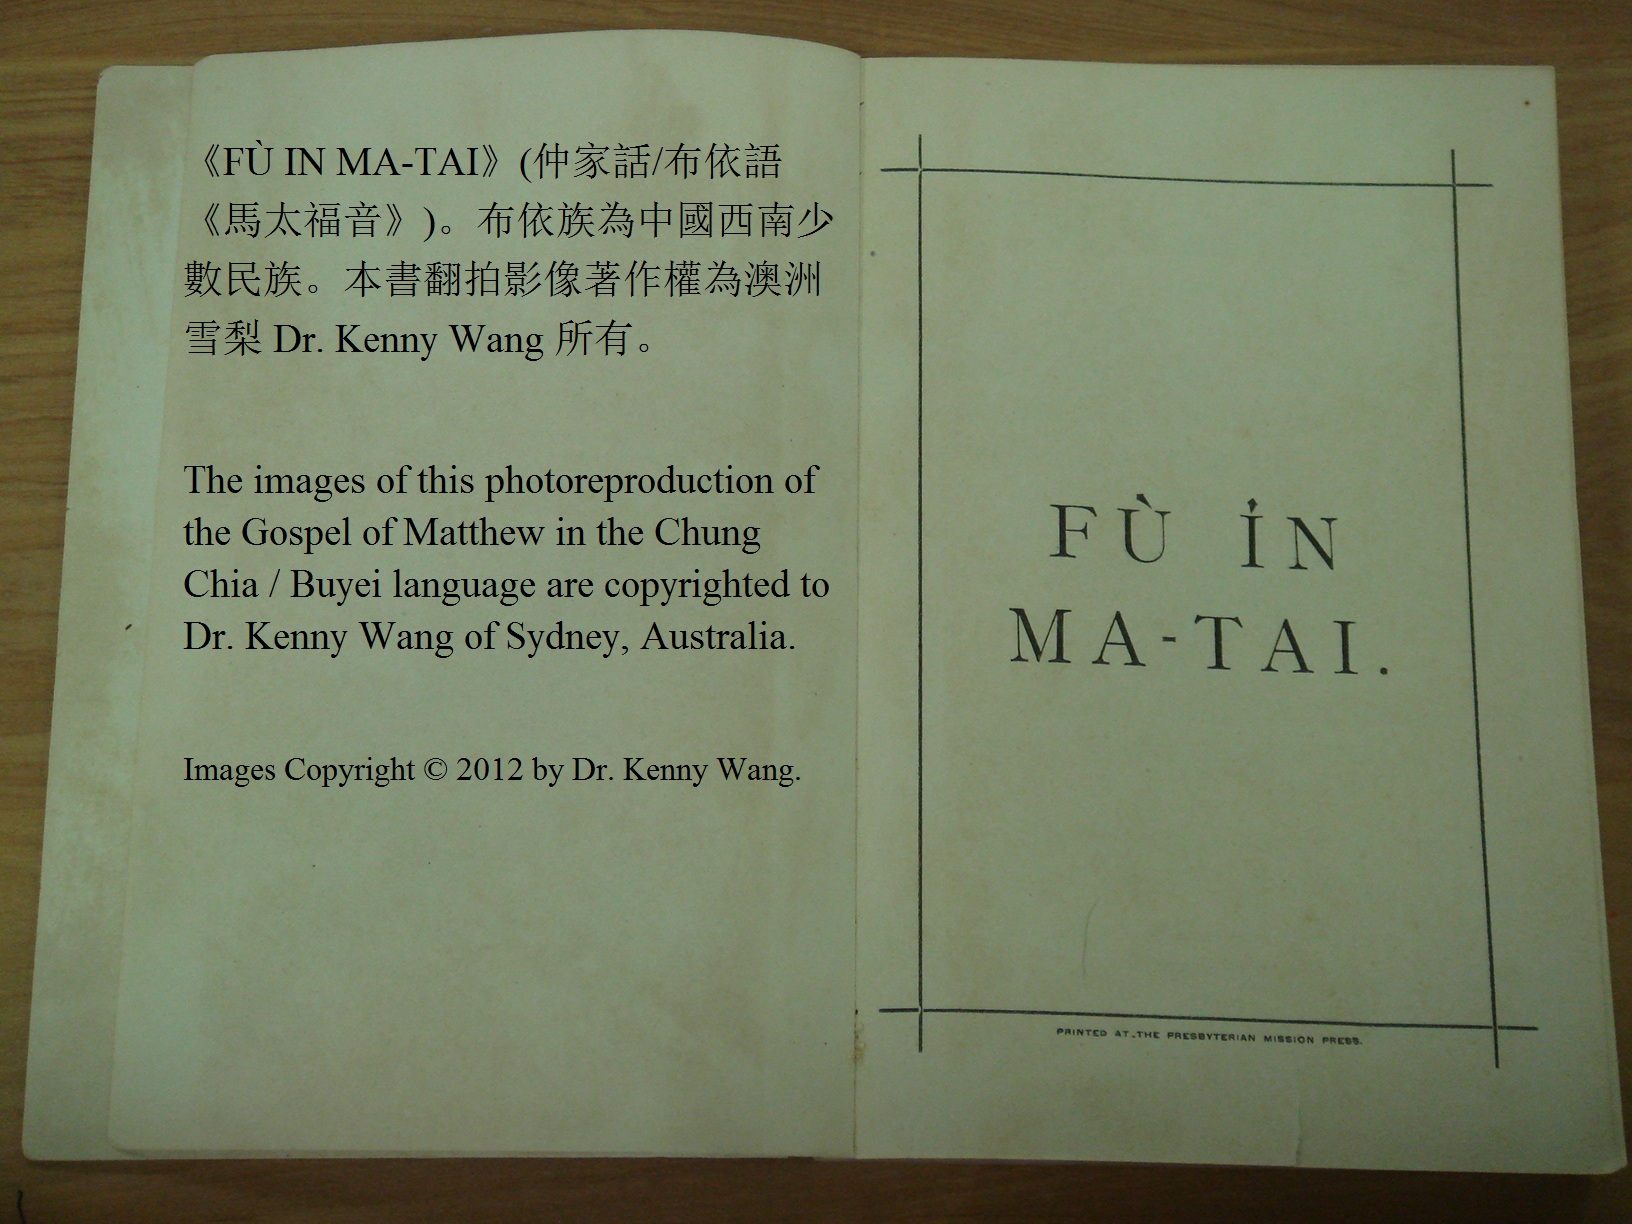 《FÙ IN MA-TAI》(仲家話/布依語
《馬太福音》)。布依族為中國西南少
數民族。本書翻拍影像著作權為澳洲
雪梨 Dr. Kenny Wang 所有。
The images of this photoreproduction of
the Gospel of Matthew in the Chung
Chia / Buyei language are copyrighted to
Dr. Kenny Wang of Sydney, Australia.
Images Copyright © 2012 by Dr. Kenny Wang.
FÙ İN
MA-TAI.
PRINTED AT THE PRESBYTERIAN MISSION PRESS.